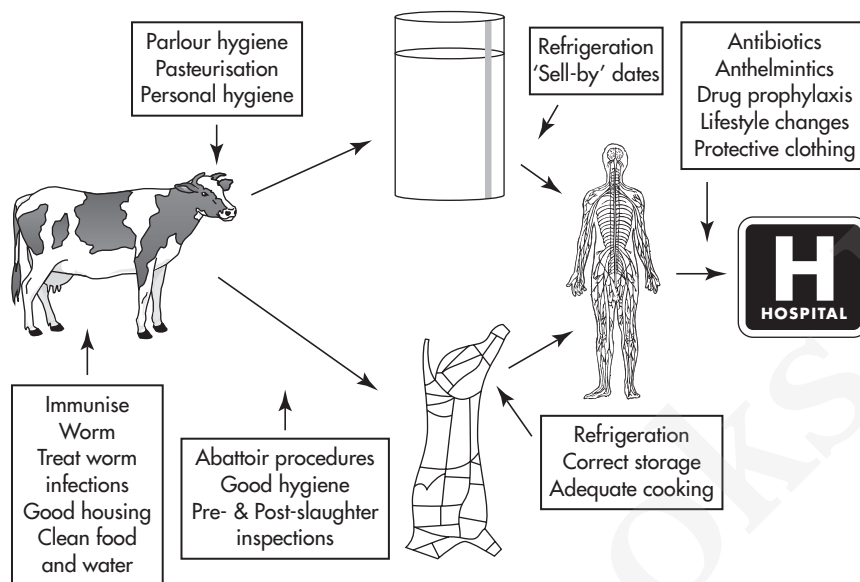 Parlour hygiene
Pasteurisation
Personal hygiene
Refrigeration
'Sell-by' dates
Antibiotics
Anthelmintics
Drug prophylaxis
Lifestyle changes
Protective clothing
H
HOSPITAL
Immunise
Worm
Treat worm
infections
Good housing
Clean food
and water
Abattoir procedures
Good hygiene
Pre- & Post-slaughter
inspections
Refrigeration
Correct storage
Adequate cooking